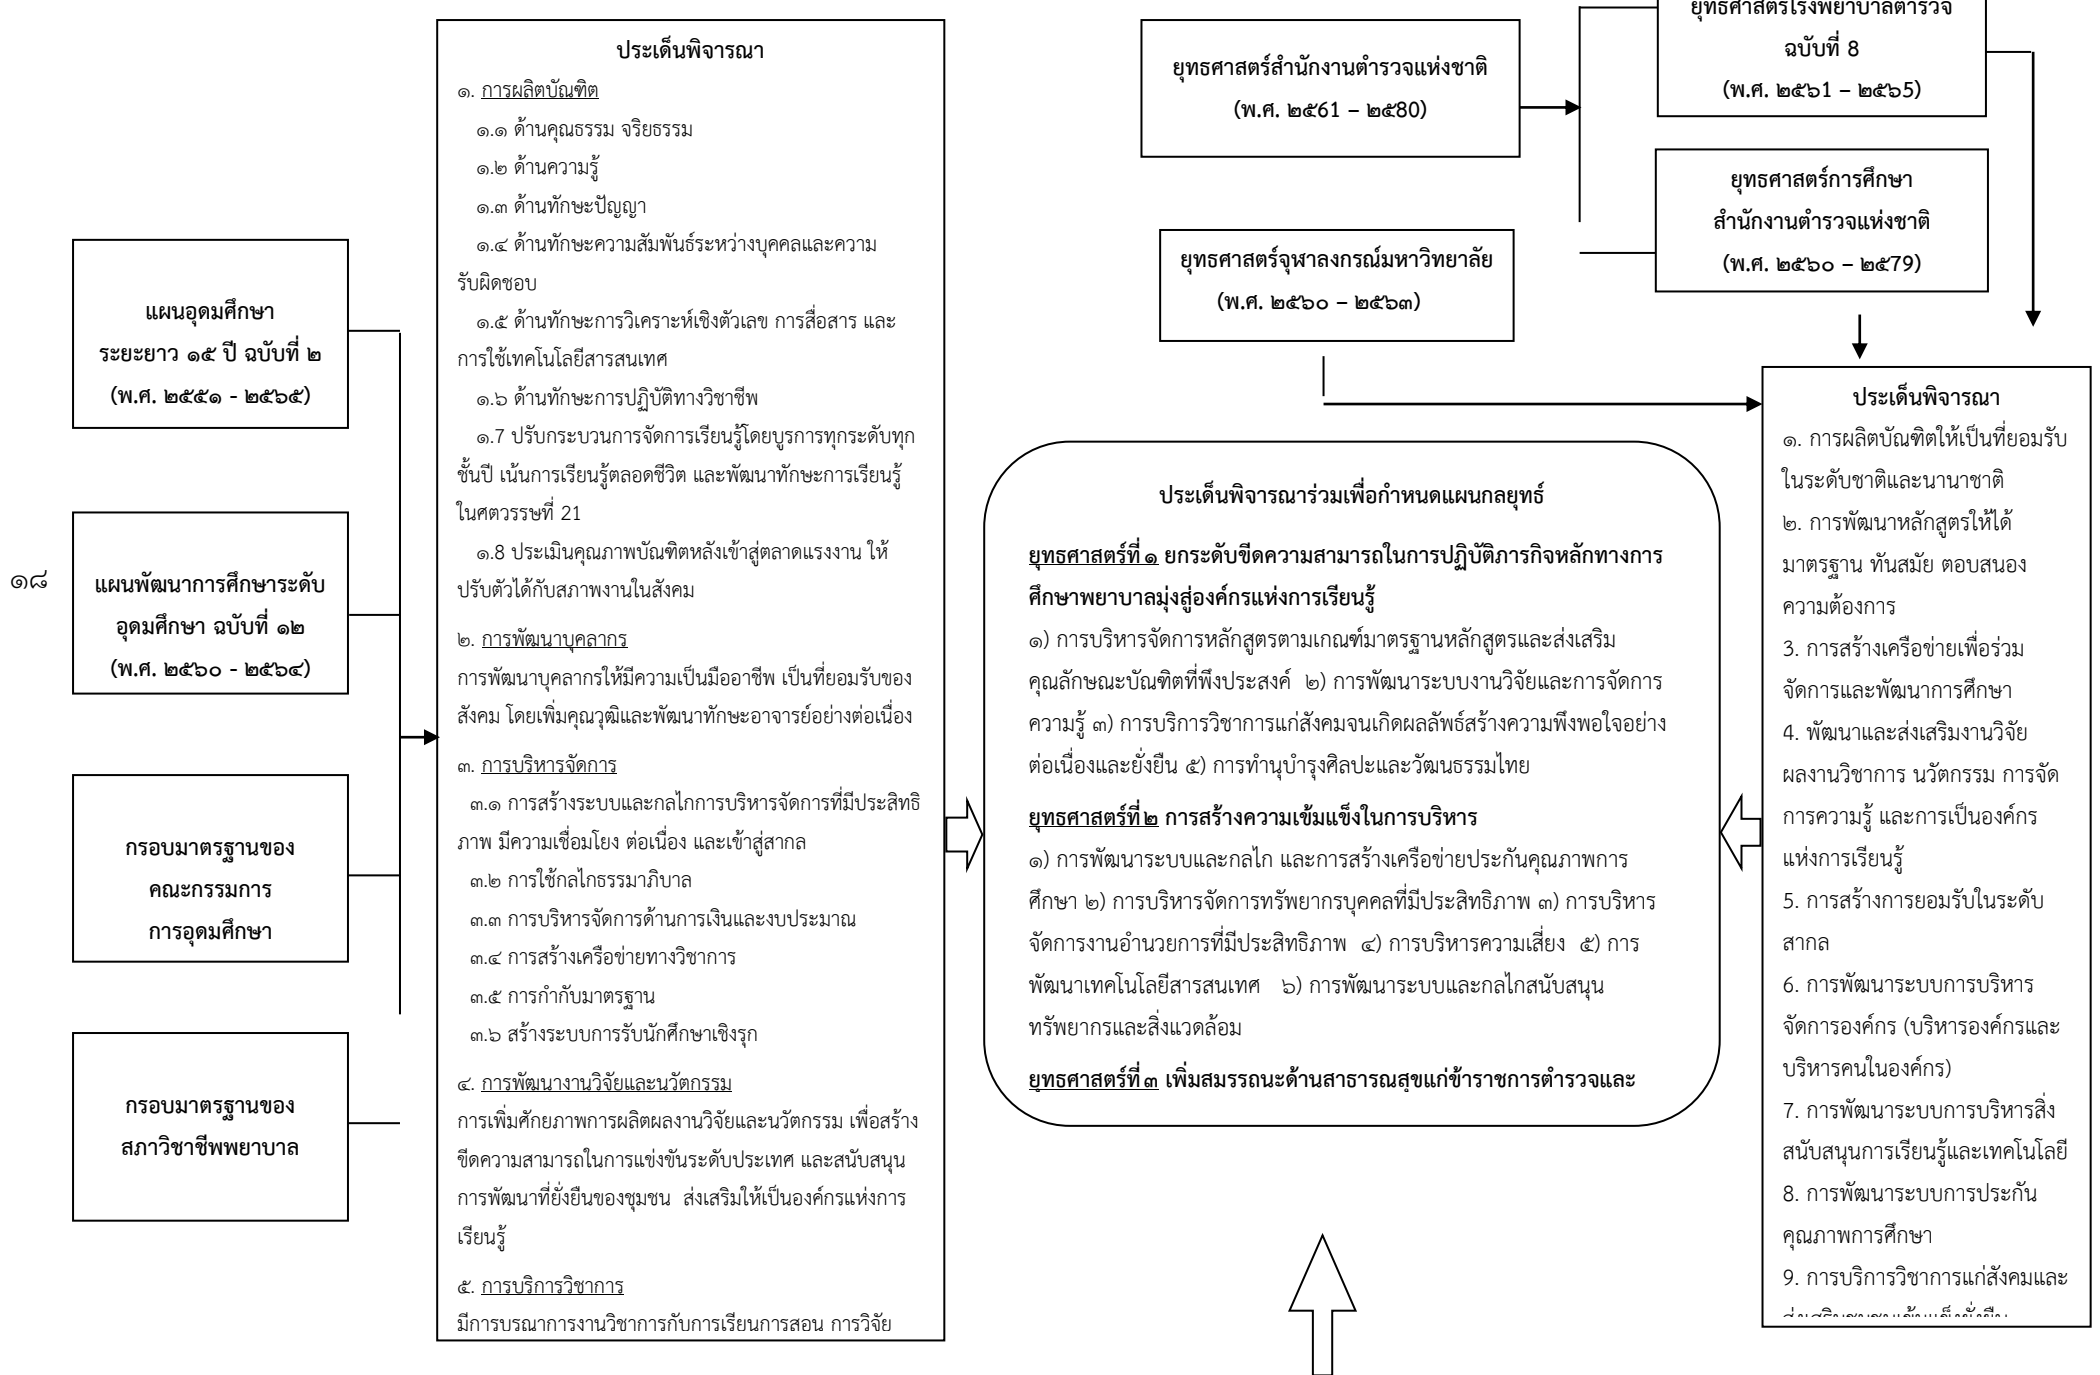 ๑๘
แผนอุดมศึกษา
ระยะยาว ๑๕ ปี ฉบับที่ ๒
(พ.ศ. ๒๕๕๑ - ๒๕๖๕)
แผนพัฒนาการศึกษาระดับ
อุดมศึกษา ฉบับที่ ๑๒
(พ.ศ. ๒๕๖๐ - ๒๕๖๔)
กรอบมาตรฐานของ
คณะกรรมการ
การอุดมศึกษา
กรอบมาตรฐานของ
สภาวิชาชีพพยาบาล
ประเด็นพิจารณา
๑. การผลิตบัณฑิต
๑.๑ ด้านคุณธรรม จริยธรรม
๑.๒ ด้านความรู้
๑.๓ ด้านทักษะปัญญา
๑.๔ ด้านทักษะความสัมพันธ์ระหว่างบุคคลและความ
รับผิดชอบ
๑.๕ ด้านทักษะการวิเคราะห์เชิงตัวเลข การสื่อสาร และ
การใช้เทคโนโลยีสารสนเทศ
๑.๖ ด้านทักษะการปฏิบัติทางวิชาชีพ
๑.7 ปรับกระบวนการจัดการเรียนรู้โดยบูรการทุกระดับทุก
ชั้นปี เน้นการเรียนรู้ตลอดชีวิต และพัฒนาทักษะการเรียนรู้
ในศตวรรษที่ 21
๑.8 ประเมินคุณภาพบัณฑิตหลังเข้าสู่ตลาดแรงงาน ให้
ปรับตัวได้กับสภาพงานในสังคม
๒. การพัฒนาบุคลากร
การพัฒนาบุคลากรให้มีความเป็นมืออาชีพ เป็นที่ยอมรับของ
สังคม โดยเพิ่มคุณวุฒิและพัฒนาทักษะอาจารย์อย่างต่อเนื่อง
๓. การบริหารจัดการ
๓.๑ การสร้างระบบและกลไกการบริหารจัดการที่มีประสิทธิ
ภาพ มีความเชื่อมโยง ต่อเนื่อง และเข้าสู่สากล
๓.๒ การใช้กลไกธรรมาภิบาล
๓.๓ การบริหารจัดการด้านการเงินและงบประมาณ
๓.๔ การสร้างเครือข่ายทางวิชาการ
๓.๕ การกำกับมาตรฐาน
๓.๖ สร้างระบบการรับนักศึกษาเชิงรุก
๔. การพัฒนางานวิจัยและนวัตกรรม
การเพิ่มศักยภาพการผลิตผลงานวิจัยและนวัตกรรม เพื่อสร้าง
ขีดความสามารถในการแข่งขันระดับประเทศ และสนับสนุน
การพัฒนาที่ยั่งยืนของชุมชน ส่งเสริมให้เป็นองค์กรแห่งการ
เรียนรู้
๕. การบริการวิชาการ
มีการบรณาการงานวิชาการกับการเรียนการสอน การวิจัย
ยุทธศาสตร์สำนักงานตำรวจแห่งชาติ
(พ.ศ. ๒๕61 – ๒๕80)
ยุทธศาสตร์จุฬาลงกรณ์มหาวิทยาลัย
(พ.ศ. ๒๕๖๐ – ๒๕๖๓)
ยุทธศาสตร์โรงพยาบาลตำรวจ
ฉบับที่ 8
(พ.ศ. ๒๕๖1 – ๒๕๖5)
ยุทธศาสตร์การศึกษา
สำนักงานตำรวจแห่งชาติ
(พ.ศ. ๒๕๖๐ – ๒๕79)
ประเด็นพิจารณาร่วมเพื่อกำหนดแผนกลยุทธ์
ยุทธศาสตร์ที่ ๑ ยกระดับขีดความสามารถในการปฏิบัติภารกิจหลักทางการ
ศึกษาพยาบาลมุ่งสู่องค์กรแห่งการเรียนรู้
๑) การบริหารจัดการหลักสูตรตามเกณฑ์มาตรฐานหลักสูตรและส่งเสริม
คุณลักษณะบัณฑิตที่พึงประสงค์ ๒) การพัฒนาระบบงานวิจัยและการจัดการ
ความรู้ ๓) การบริการวิชาการแก่สังคมจนเกิดผลลัพธ์สร้างความพึงพอใจอย่าง
ต่อเนื่องและยั่งยืน ๕) การทำนุบำรุงศิลปะและวัฒนธรรมไทย
ยุทธศาสตร์ที่ ๒ การสร้างความเข้มแข็งในการบริหาร
๑) การพัฒนาระบบและกลไก และการสร้างเครือข่ายประกันคุณภาพการ
ศึกษา ๒) การบริหารจัดการทรัพยากรบุคคลที่มีประสิทธิภาพ ๓) การบริหาร
จัดการงานอำนวยการที่มีประสิทธิภาพ ๔) การบริหารความเสี่ยง ๕) การ
พัฒนาเทคโนโลยีสารสนเทศ ๖) การพัฒนาระบบและกลไกสนับสนุน
ทรัพยากรและสิ่งแวดล้อม
ยุทธศาสตร์ที่ ๓ เพิ่มสมรรถนะด้านสาธารณสุขแก่ข้าราชการตำรวจและ
ประเด็นพิจารณา
๑. การผลิตบัณฑิตให้เป็นที่ยอมรับ
ในระดับชาติและนานาชาติ
๒. การพัฒนาหลักสูตรให้ได้
มาตรฐาน ทันสมัย ตอบสนอง
ความต้องการ
3. การสร้างเครือข่ายเพื่อร่วม
จัดการและพัฒนาการศึกษา
4. พัฒนาและส่งเสริมงานวิจัย
ผลงานวิชาการ นวัตกรรม การจัด
การความรู้ และการเป็นองค์กร
แห่งการเรียนรู้
5. การสร้างการยอมรับในระดับ
สากล
6. การพัฒนาระบบการบริหาร
จัดการองค์กร (บริหารองค์กรและ
บริหารคนในองค์กร)
7. การพัฒนาระบบการบริหารสิ่ง
สนับสนุนการเรียนรู้และเทคโนโลยี
8. การพัฒนาระบบการประกัน
คุณภาพการศึกษา
9. การบริการวิชาการแก่สังคมและ